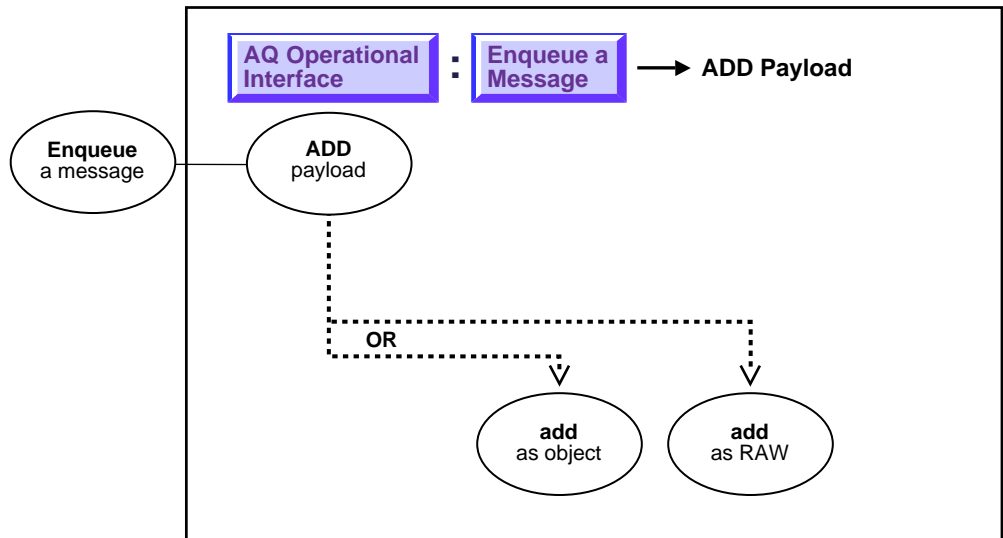 AQ Operational
Interface
:
Enqueue a
Message
ADD Payload
Enqueue
a message
ADD
payload
OR
add
as object
add
as RAW